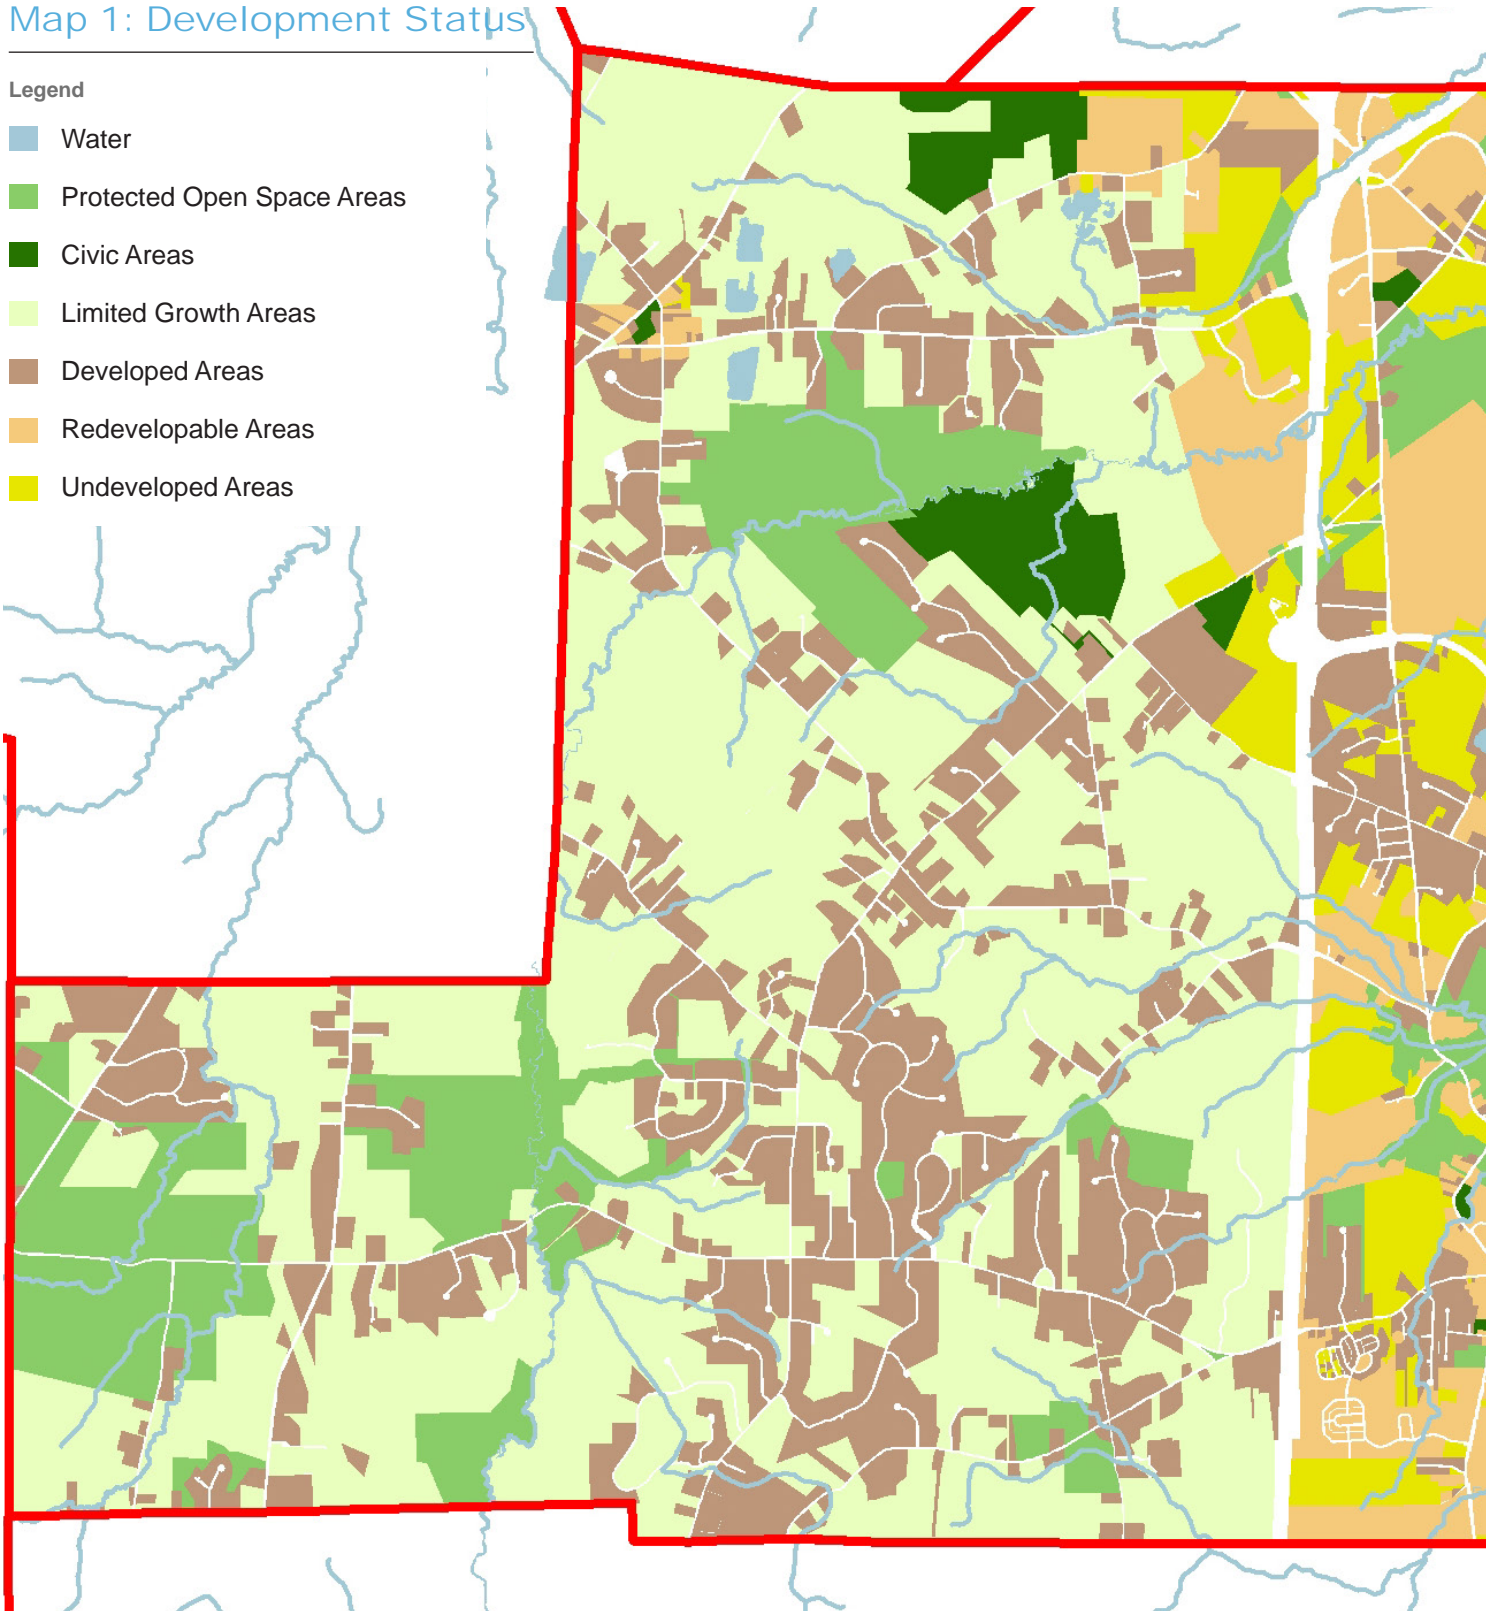 Map 1: Development Status
Legend
Water
Protected Open Space Areas
Civic Areas
Limited Growth Areas
Developed Areas
Redevelopable Areas
Undeveloped Areas